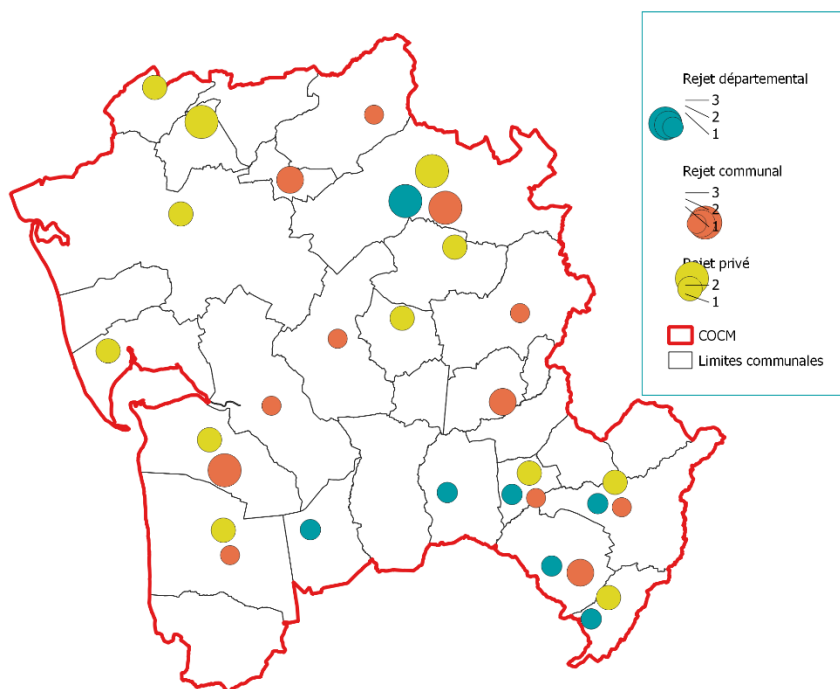 Rejet départemental
3
2
1
Rejet communal
3
2
1
Rejet privé
2
1
COCM
Limites communales